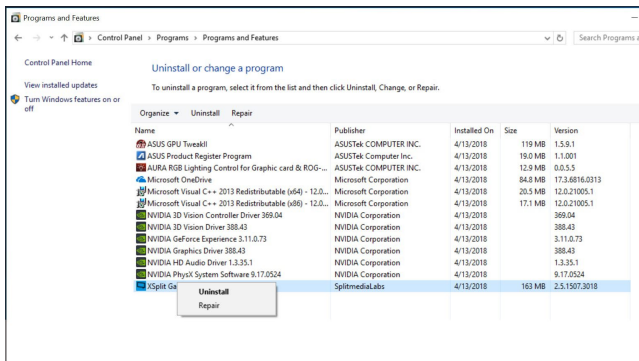 Programs and Features
Control Panel > Programs > Programs and Features
Search Programs a
Control Panel Home
View installed updates
Turn Windows features on or
off
Uninstall or change a program
To uninstall a program, select it from the list and then click Uninstall, Change, or Repair.
Organize Uninstall Repair
Name Publisher Installed On Size Version
ASUS GPU TweakII ASUSTek COMPUTER INC. 4/13/2018 119 MB 1.5.9.1
ASUS Product Register Program ASUSTek Computer Inc. 4/13/2018 19.0 MB 1.1.001
AURA RGB Lighting Control for Graphic card & ROG-... ASUSTek COMPUTER INC. 4/13/2018 12.9 MB 0.0.5.5
Microsoft OneDrive Microsoft Corporation 4/13/2018 84.8 MB 17.3.6816.0313
Microsoft Visual C++ 2013 Redistributable (x64) - 12.0... Microsoft Corporation 4/13/2018 20.5 MB 12.0.21005.1
Microsoft Visual C++ 2013 Redistributable (x86) - 12.0... Microsoft Corporation 4/13/2018 17.1 MB 12.0.21005.1
NVIDIA 3D Vision Controller Driver 369.04 NVIDIA Corporation 4/13/2018 369.04
NVIDIA 3D Vision Driver 388.43 NVIDIA Corporation 4/13/2018 388.43
NVIDIA GeForce Experience 3.11.0.73 NVIDIA Corporation 4/13/2018 3.11.0.73
NVIDIA Graphics Driver 388.43 NVIDIA Corporation 4/13/2018 388.43
NVIDIA HD Audio Driver 1.3.35.1 NVIDIA Corporation 4/13/2018 1.3.35.1
NVIDIA PhysX System Software 9.17.0524 NVIDIA Corporation 4/13/2018 9.17.0524
XSplit Ga SplitmediaLabs 4/13/2018 163 MB 2.5.1507.3018
Uninstall
Repair